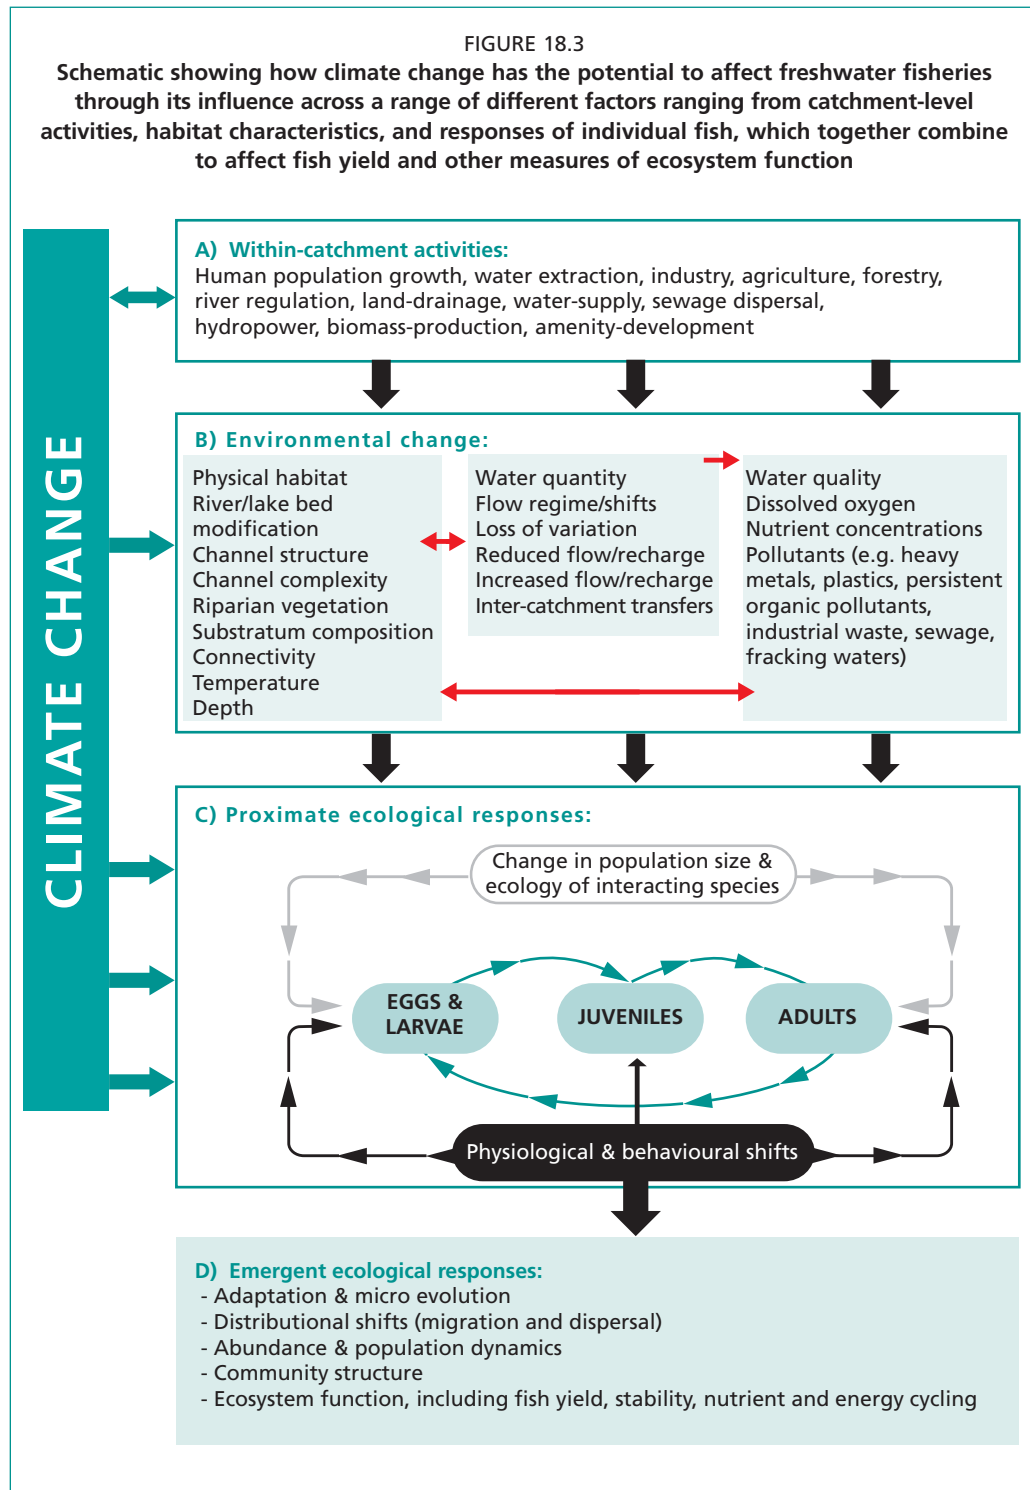 FIGURE 18.3
Schematic showing how climate change has the potential to affect freshwater fisheries
through its influence across a range of different factors ranging from catchment-level
activities, habitat characteristics, and responses of individual fish, which together combine
to affect fish yield and other measures of ecosystem function
CLIMATE CHANGE
A) Within-catchment activities:
Human population growth, water extraction, industry, agriculture, forestry,
river regulation, land-drainage, water-supply, sewage dispersal,
hydropower, biomass-production, amenity-development
B) Environmental change:
Physical habitat
River/lake bed
modification
Channel structure
Channel complexity
Riparian vegetation
Substratum composition
Connectivity
Temperature
Depth
Water quantity
Flow regime/shifts
Loss of variation
Reduced flow/recharge
Increased flow/recharge
Inter-catchment transfers
Water quality
Dissolved oxygen
Nutrient concentrations
Pollutants (e.g. heavy
metals, plastics, persistent
organic pollutants,
industrial waste, sewage,
fracking waters)
C) Proximate ecological responses:
Change in population size &
ecology of interacting species
EGGS &
LARVAE
JUVENILES
ADULTS
Physiological & behavioural shifts
D) Emergent ecological responses:
- Adaptation & micro evolution
- Distributional shifts (migration and dispersal)
- Abundance & population dynamics
- Community structure
- Ecosystem function, including fish yield, stability, nutrient and energy cycling